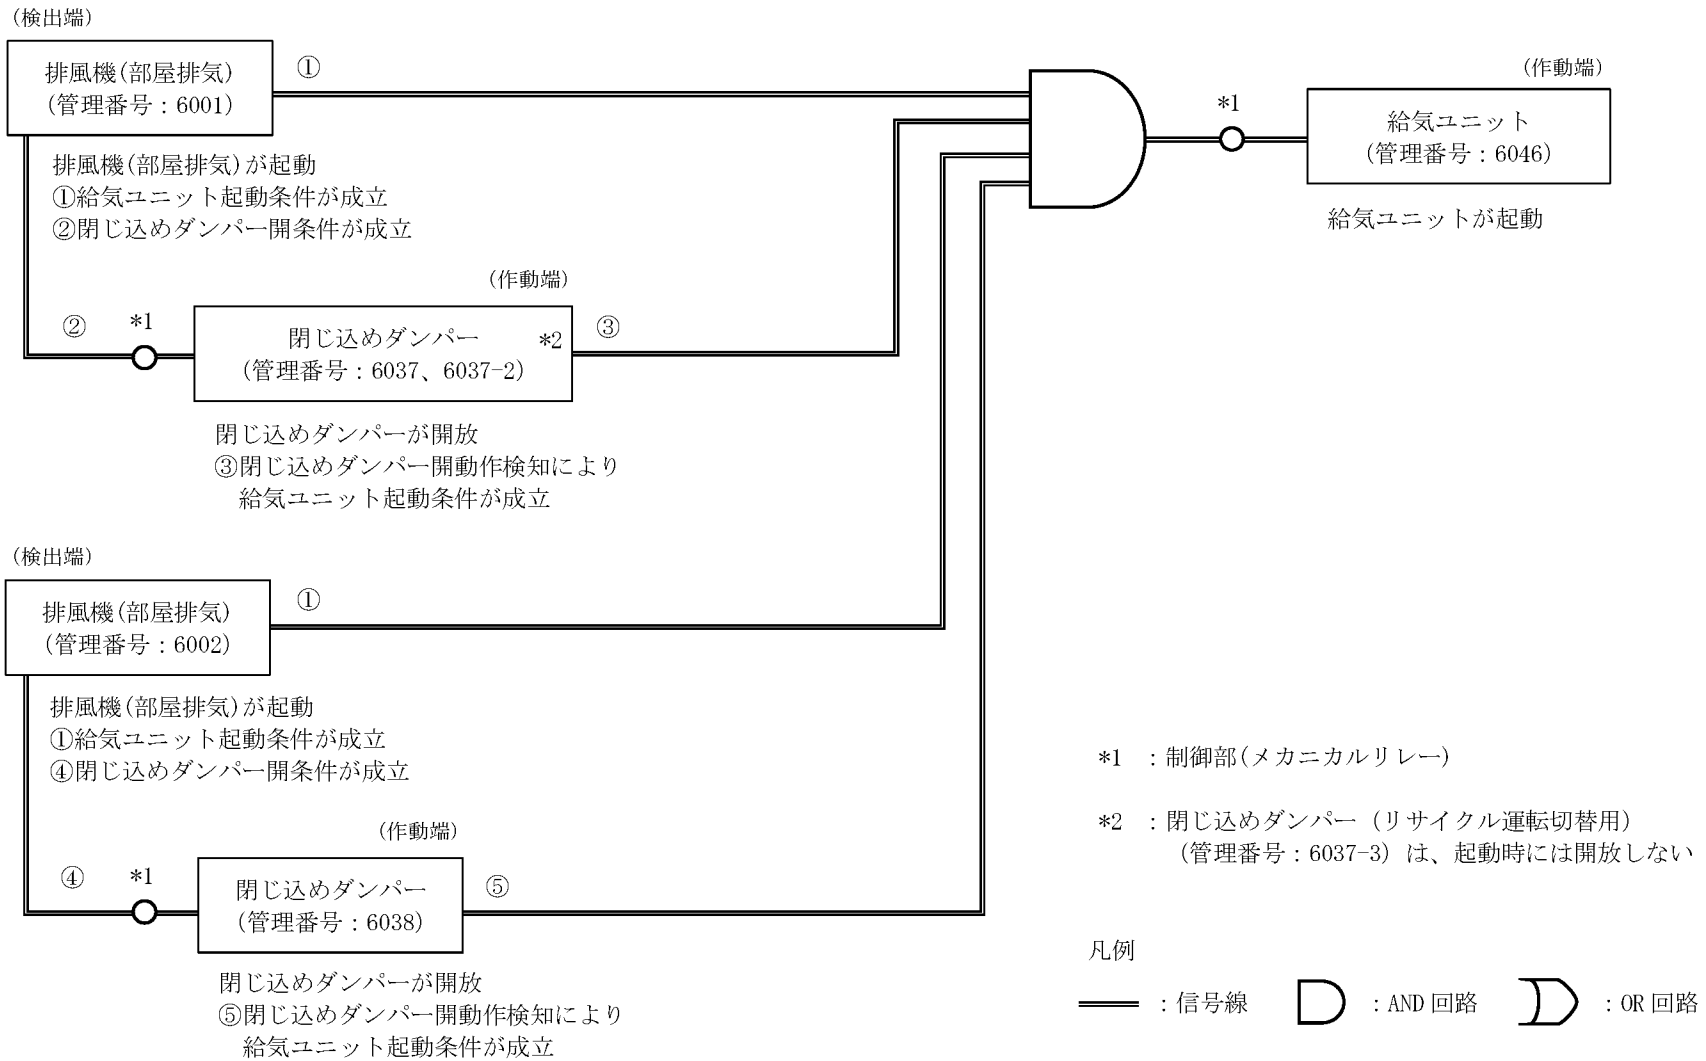 (検出端)
排風機(部屋排気)
(管理番号：6001)
①
排風機(部屋排気)が起動
①給気ユニット起動条件が成立
②閉じ込めダンパー開条件が成立
(作動端)
*1
給気ユニット
(管理番号：6046)
給気ユニットが起動
(作動端)
②
*1
閉じ込めダンパー
*2
(管理番号：6037、6037-2)
③
閉じ込めダンパーが開放
③閉じ込めダンパー開動作検知により
給気ユニット起動条件が成立
(検出端)
排風機(部屋排気)
(管理番号：6002)
①
排風機(部屋排気)が起動
①給気ユニット起動条件が成立
④閉じ込めダンパー開条件が成立
(作動端)
④
*1
閉じ込めダンパー
(管理番号：6038)
⑤
閉じ込めダンパーが開放
⑤閉じ込めダンパー開動作検知により
給気ユニット起動条件が成立
*1 ：制御部(メカニカルリレー)
*2 ：閉じ込めダンパー（リサイクル運転切替用）
（管理番号：6037-3）は、起動時には開放しない
凡例
：信号線 ：AND 回路 ：OR 回路